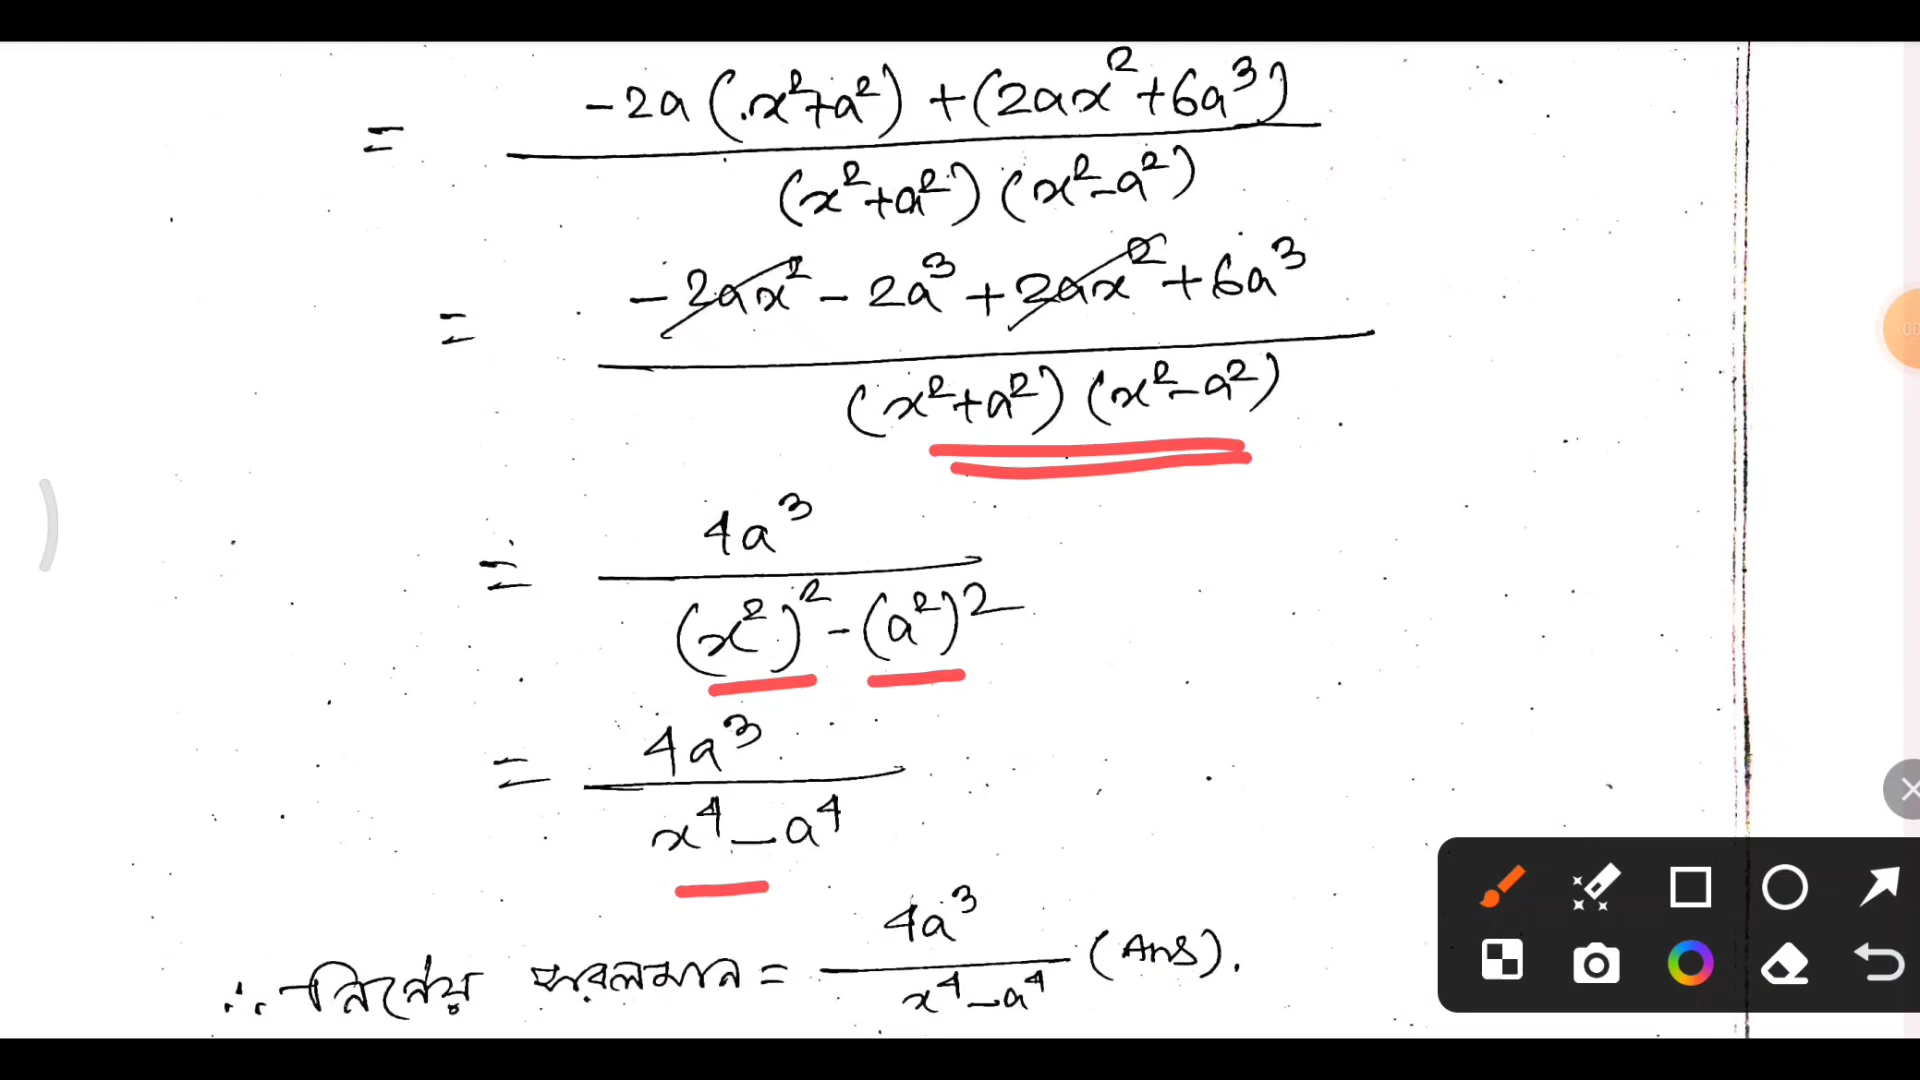 = -2a (x²+a²) + (2ax²+6a³) / (x²+a²) (x²-a²)
= -2ax² - 2a³ + 2ax² + 6a³ / (x²+a²) (x²-a²)
= 4a³ / (x²)² - (a²)²
= 4a³ / x⁴-a⁴
∴ নির্নেয় সরলমান = 4a³ / x⁴-a⁴ (Ans).